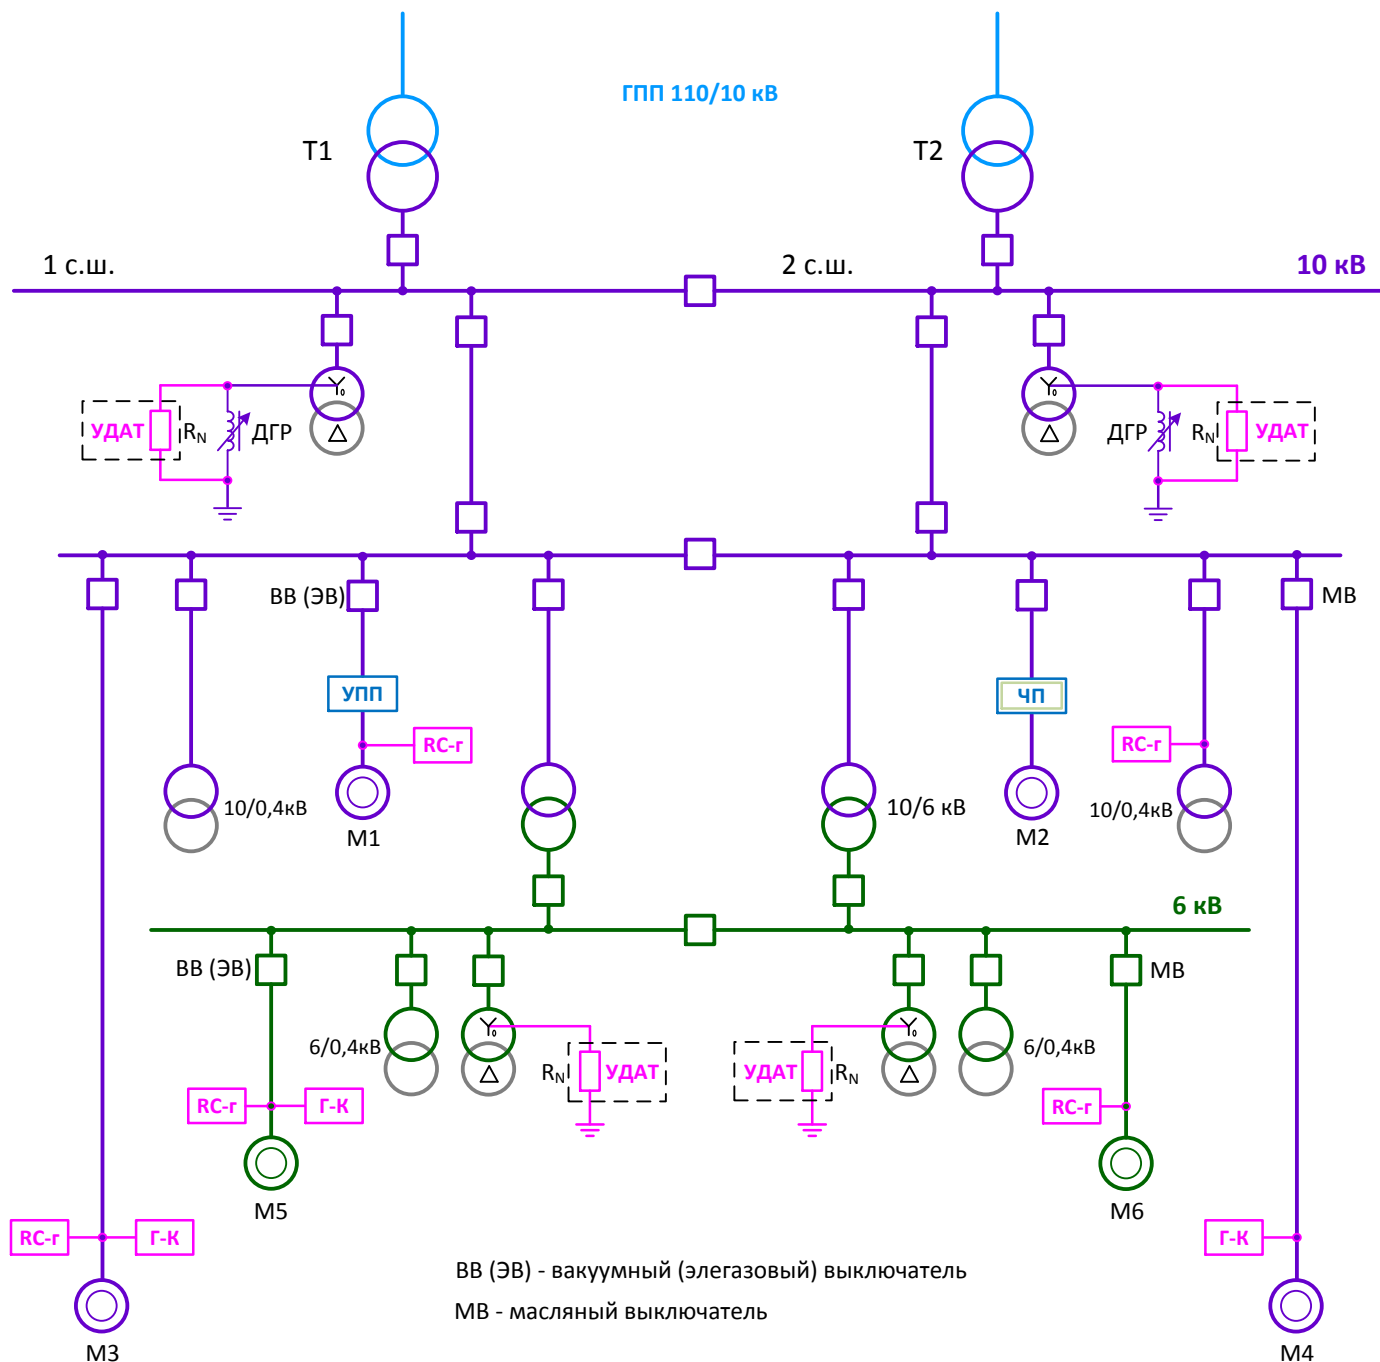 ГПП 110/10 кВ
Т1
Т2
1 с.ш.
2 с.ш.
10 кВ
УДАТ
RN
ДГР
ДГР
RN
УДАТ
ВВ (ЭВ)
МВ
УПП
ЧП
RC-г
RC-г
10/0,4кВ
М1
10/6 кВ
М2
10/0,4кВ
6 кВ
ВВ (ЭВ)
МВ
6/0,4кВ
RN
УДАТ
УДАТ
RN
6/0,4кВ
RC-г
Г-К
RC-г
М5
М6
RC-г
Г-К
Г-К
ВВ (ЭВ) - вакуумный (элегазовый) выключатель
МВ - масляный выключатель
М3
М4